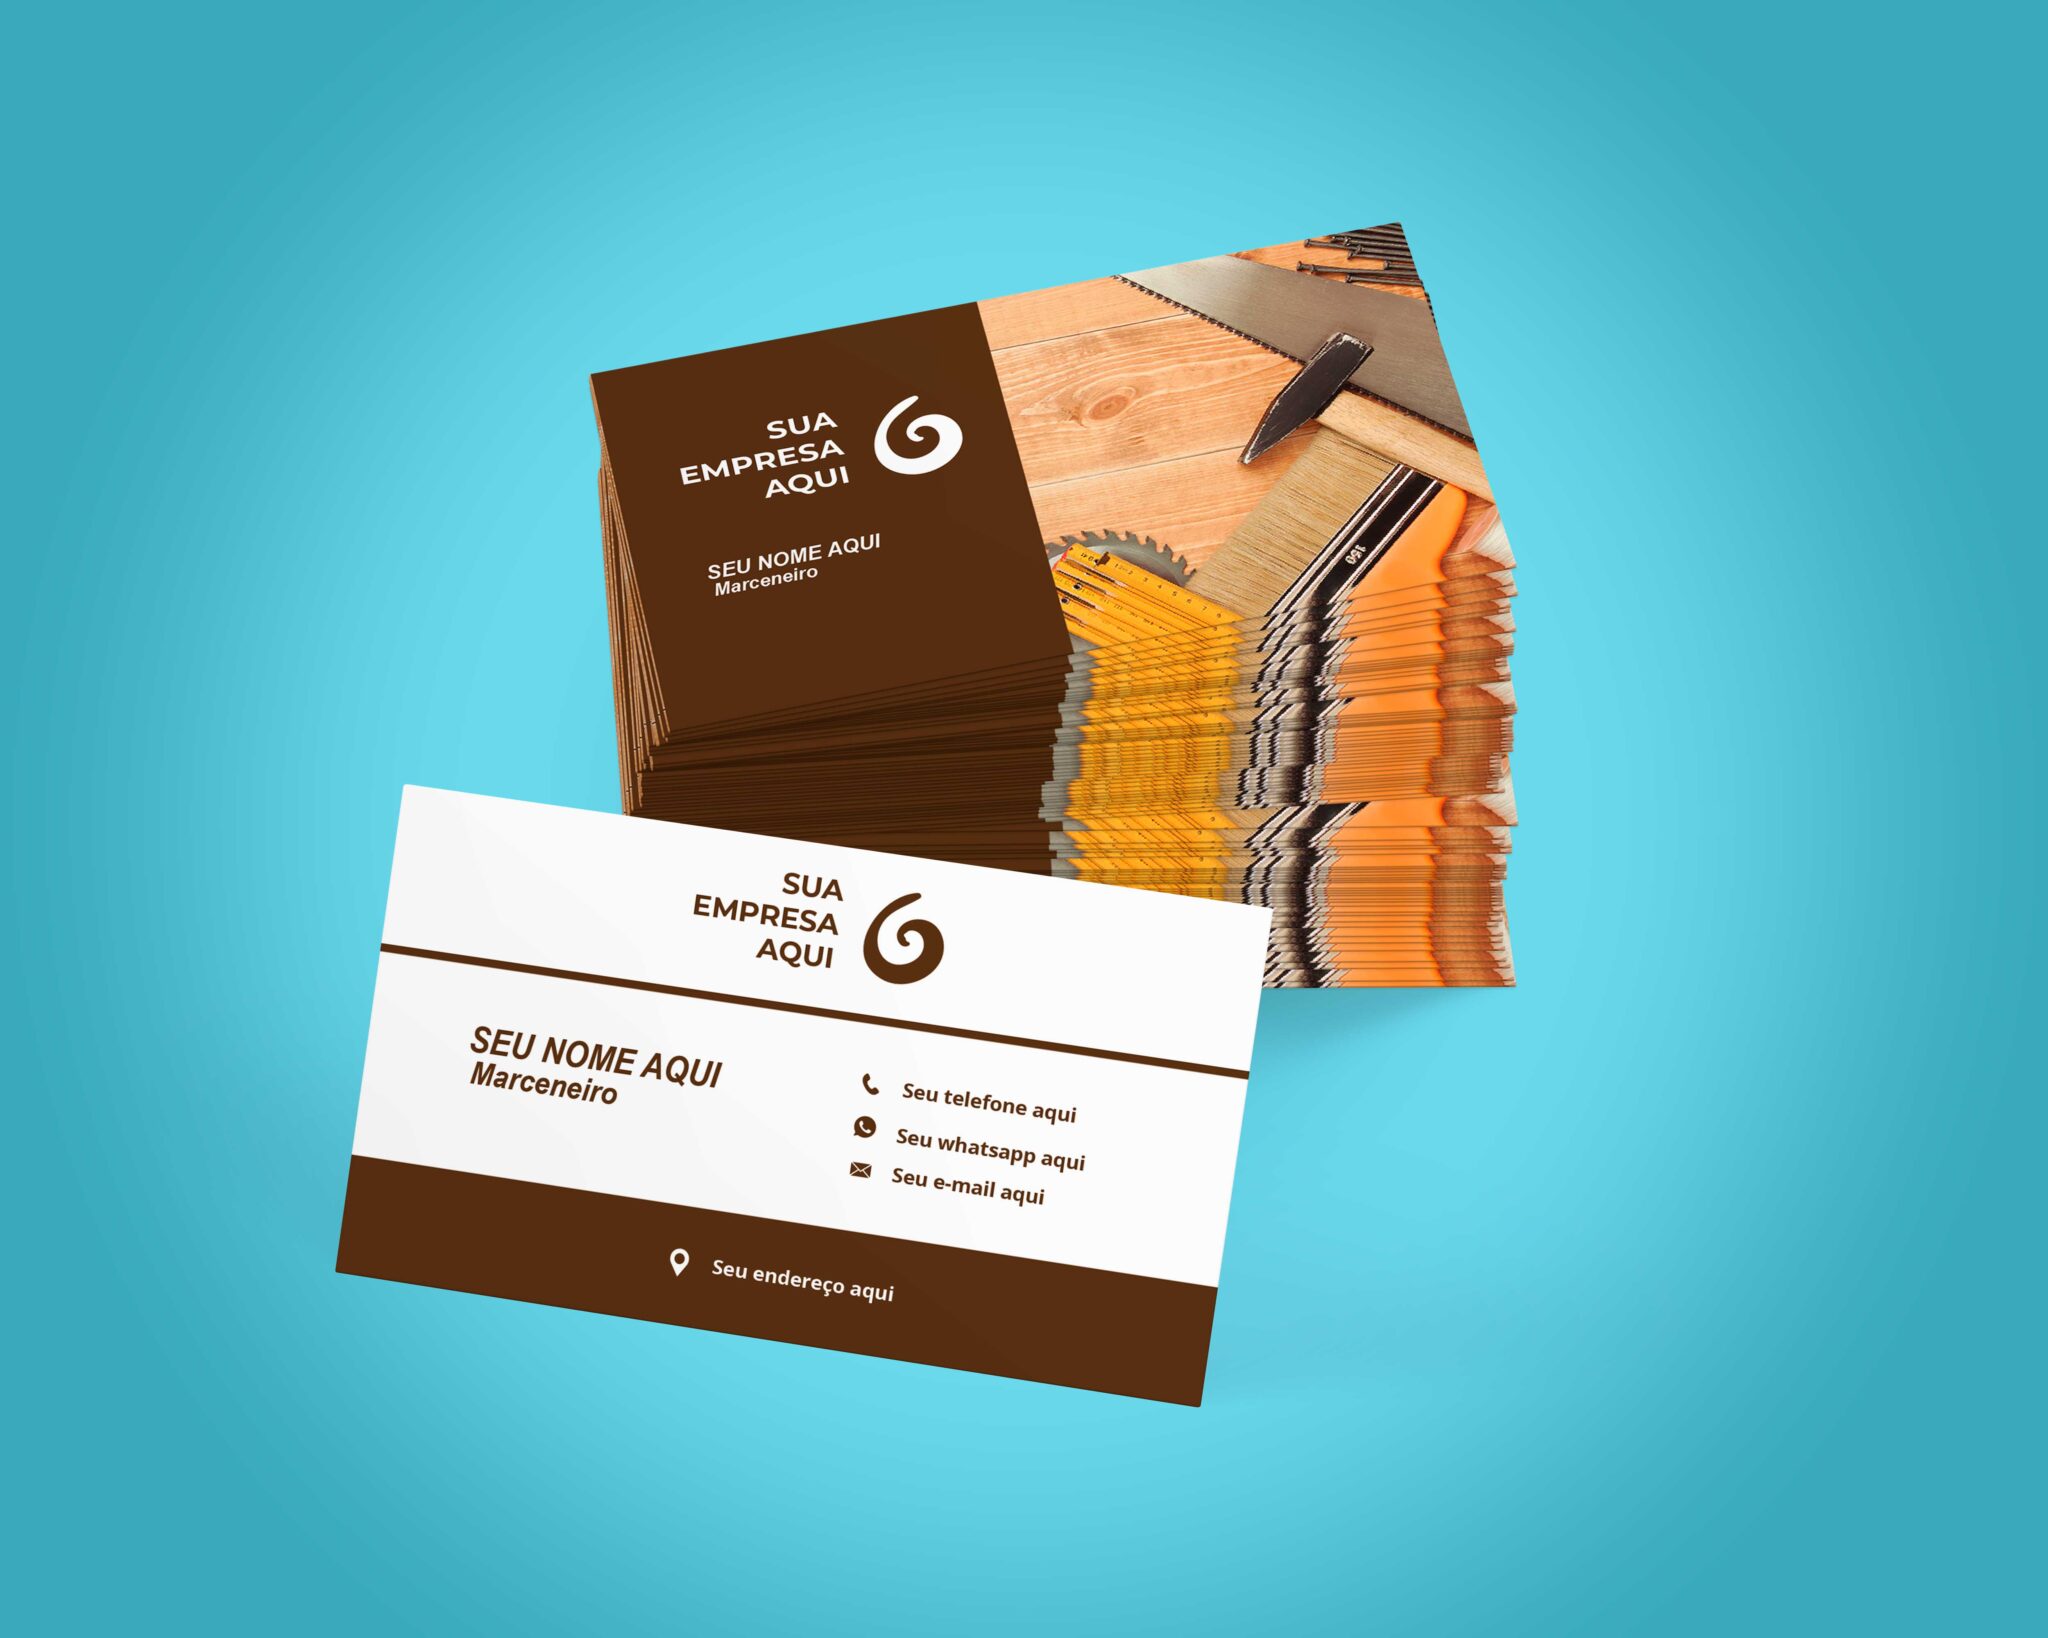 SUA
EMPRESA
AQUI
SEU NOME AQUI
Marceneiro
150
SUA
EMPRESA
AQUI
SEU NOME AQUI
Marceneiro
Seu telefone aqui
Seu whatsapp aqui
Seu e-mail aqui
Seu endereço aqui